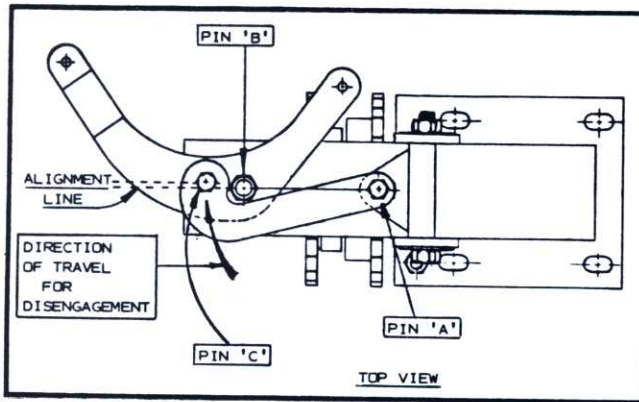 PIN 'B'
ALIGNMENT
LINE
DIRECTION
OF TRAVEL
FOR
DISENGAGEMENT
PIN 'C'
PIN 'A'
TOP VIEW